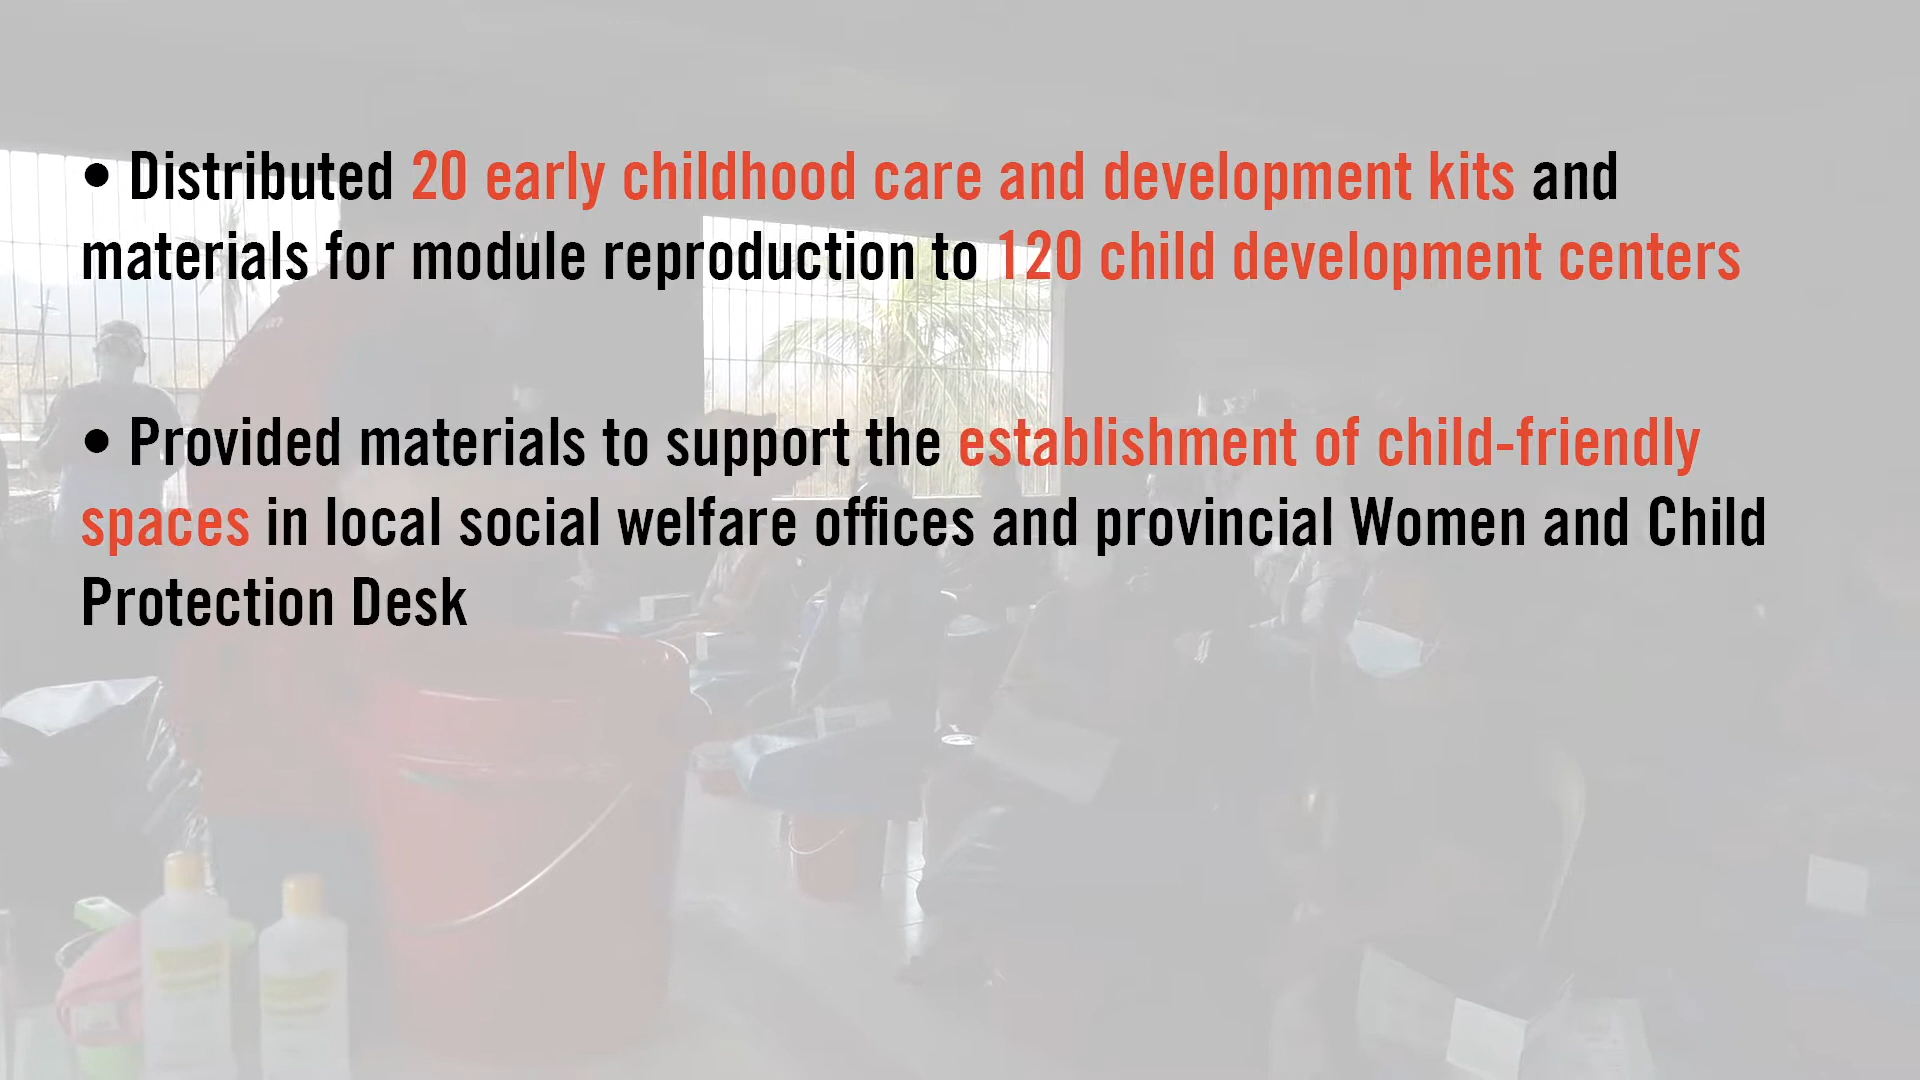 • Distributed 20 early childhood care and development kits and
materials for module reproduction to 120 child development centers
• Provided materials to support the establishment of child-friendly
spaces in local social welfare offices and provincial Women and Child
Protection Desk